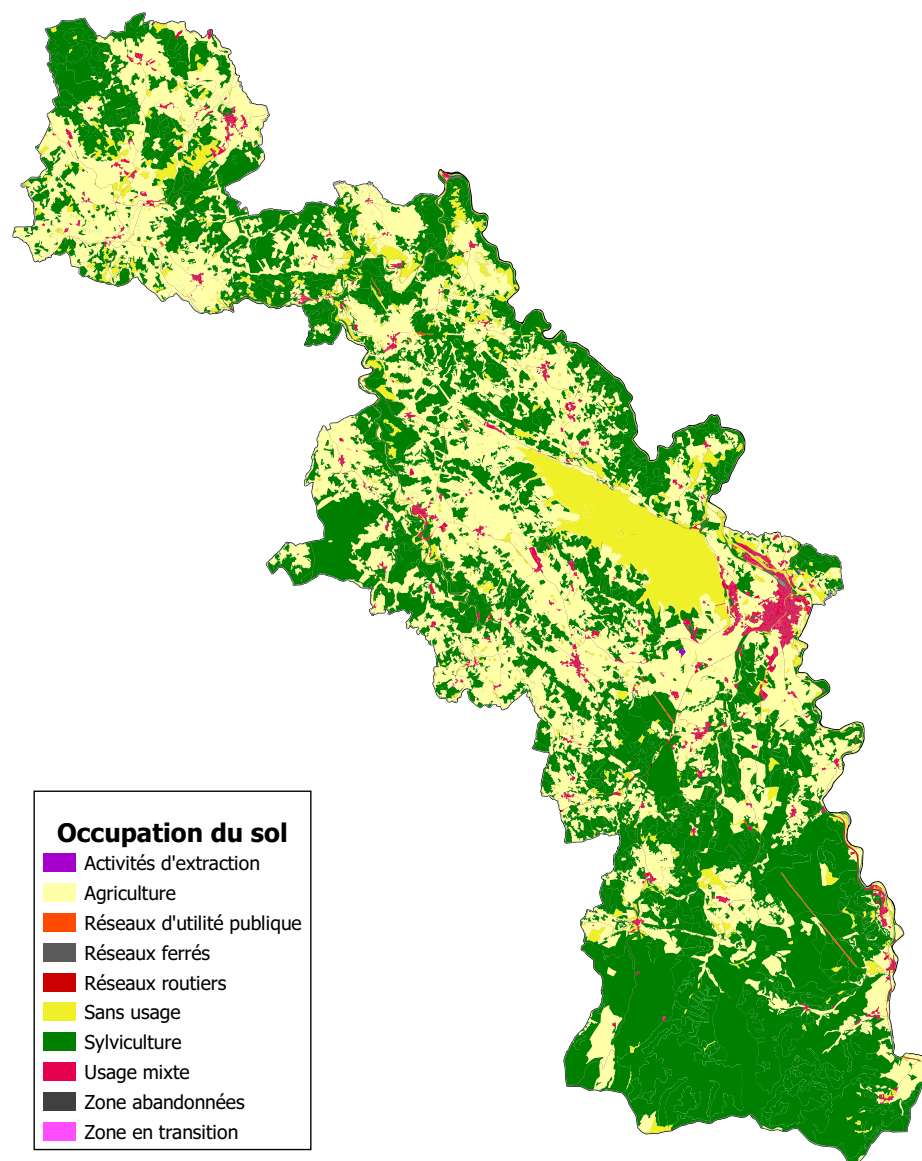 Occupation du sol
Activités d'extraction
Agriculture
Réseaux d'utilité publique
Réseaux ferrés
Réseaux routiers
Sans usage
Sylviculture
Usage mixte
Zone abandonnées
Zone en transition